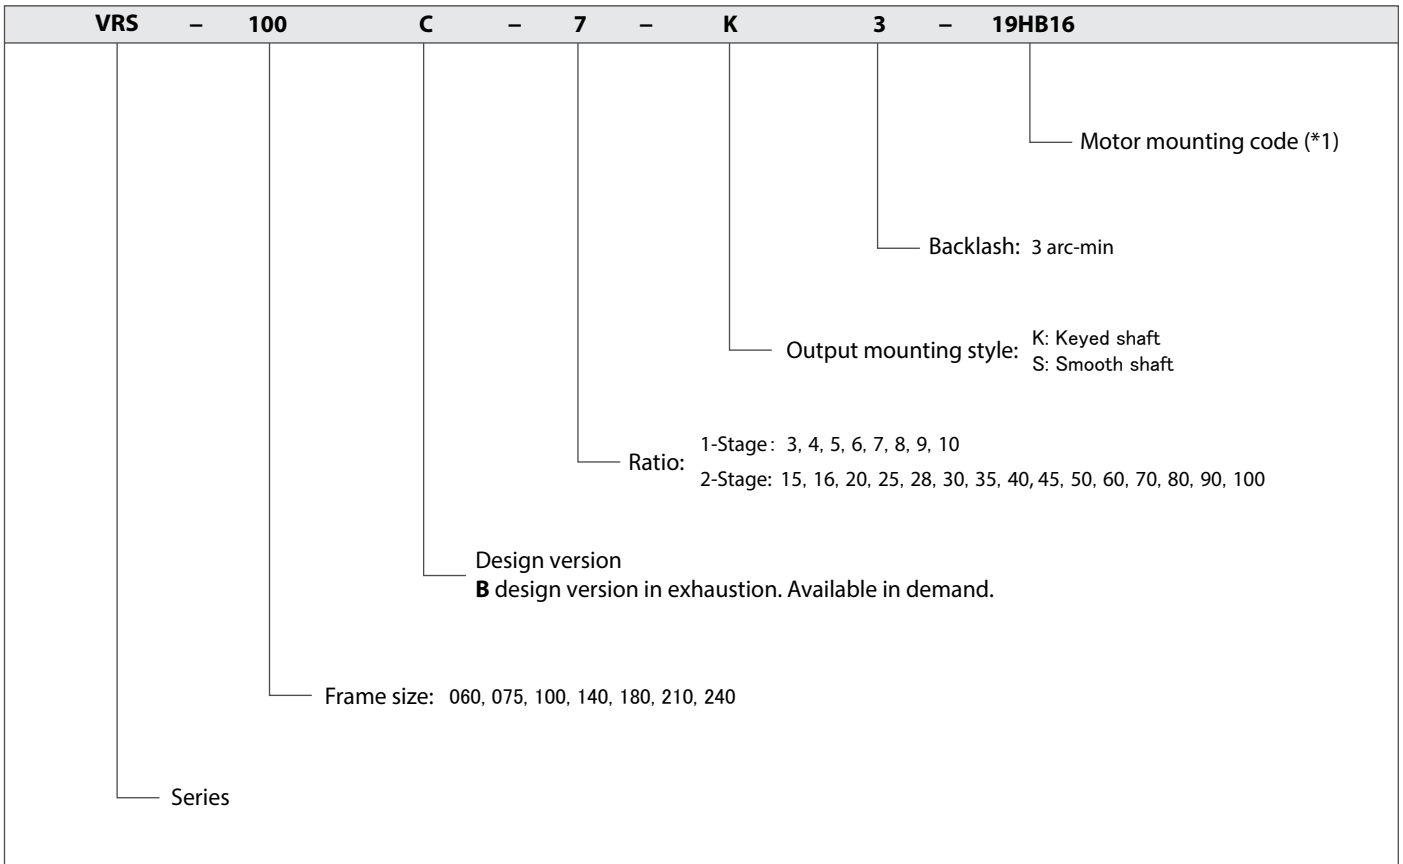 VRS – 100 C – 7 – K 3 – 19HB16
Motor mounting code (*1)
Backlash: 3 arc-min
Output mounting style: K: Keyed shaft
S: Smooth shaft
Ratio: 1-Stage: 3, 4, 5, 6, 7, 8, 9, 10
2-Stage: 15, 16, 20, 25, 28, 30, 35, 40, 45, 50, 60, 70, 80, 90, 100
Design version
B design version in exhaustion. Available in demand.
Frame size: 060, 075, 100, 140, 180, 210, 240
Series